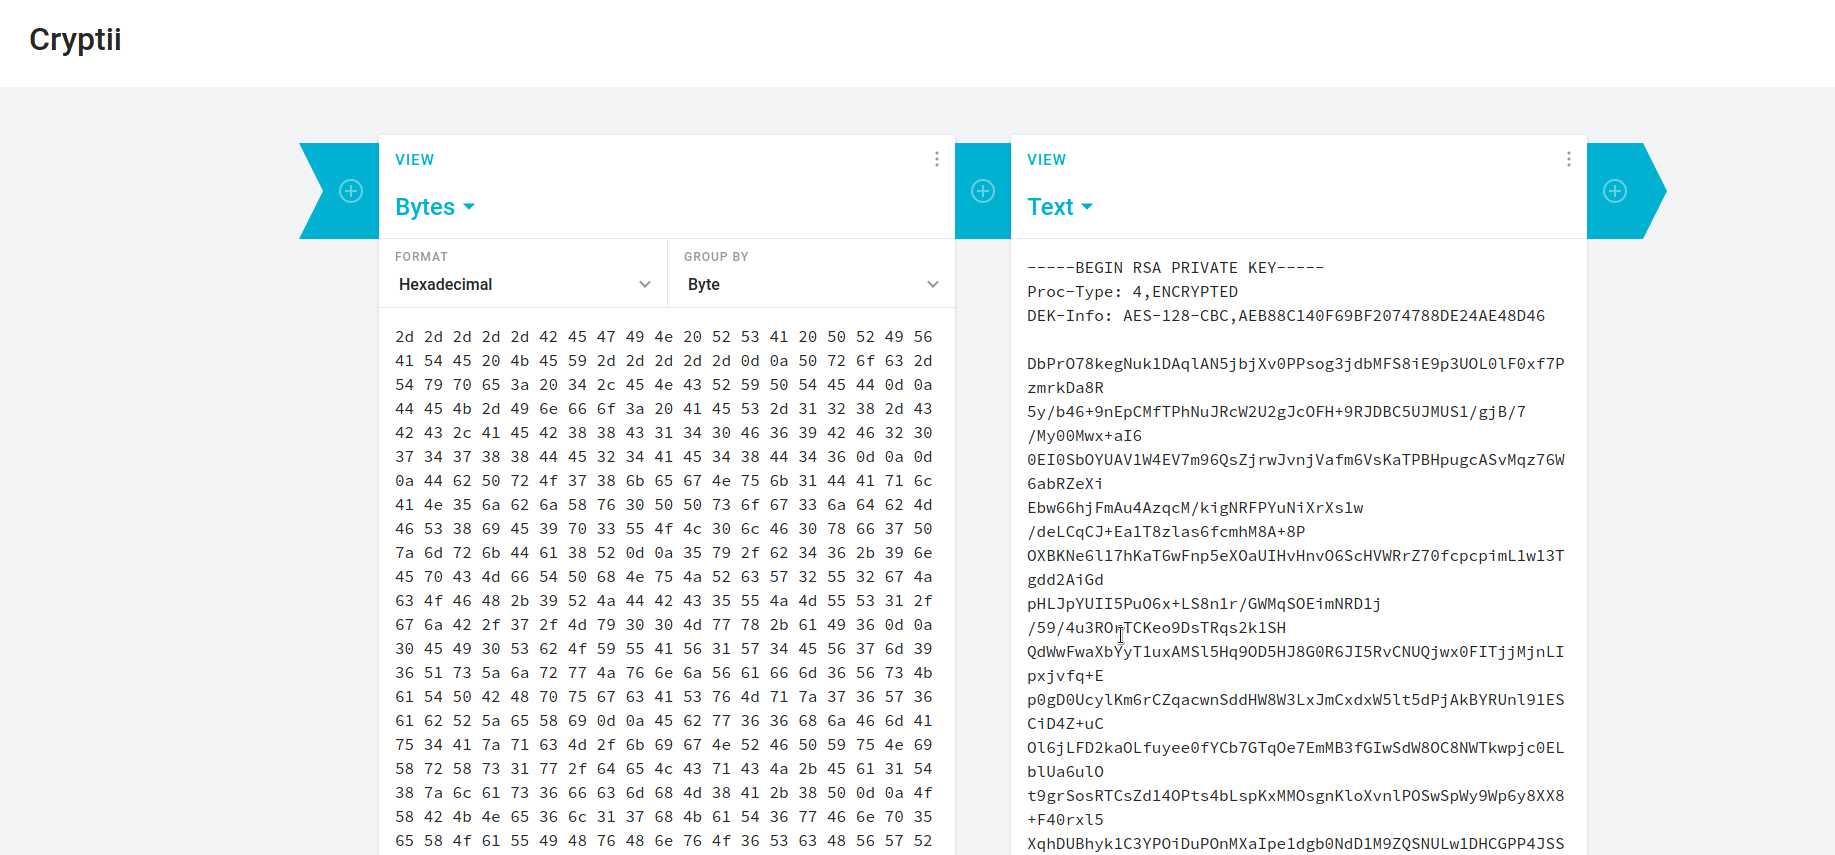 Cryptii
VIEW
Bytes
FORMAT
Hexadecimal
GROUP BY
Byte
2d 2d 2d 2d 2d 42 45 47 49 4e 20 52 53 41 20 50 52 49 56
41 54 45 20 4b 45 59 2d 2d 2d 2d 2d 0d 0a 50 72 6f 63 2d
54 79 70 65 3a 20 34 2c 45 4e 43 52 59 50 54 45 44 0d 0a
44 45 4b 2d 49 6e 66 6f 3a 20 41 45 53 2d 31 32 38 2d 43
42 43 2c 41 45 42 38 38 43 31 34 30 46 36 39 42 46 32 30
37 34 37 38 38 44 45 32 34 41 45 34 38 44 34 36 0d 0a 0d
0a 44 62 50 72 4f 37 38 6b 65 67 4e 75 6b 31 44 41 71 6c
41 4e 35 6a 62 6a 58 76 30 50 50 73 6f 67 33 6a 64 62 4d
46 53 38 69 45 39 70 33 55 4f 4c 30 6c 46 30 78 66 37 50
7a 6d 72 6b 44 61 38 52 0d 0a 35 79 2f 62 34 36 2b 39 6e
45 70 43 4d 66 54 50 68 4e 75 4a 52 63 57 32 55 32 67 4a
63 4f 46 48 2b 39 52 4a 44 42 43 35 55 4a 4d 55 53 31 2f
67 6a 42 2f 37 2f 4d 79 30 30 4d 77 78 2b 61 49 36 0d 0a
30 45 49 30 53 62 4f 59 55 41 56 31 57 34 45 56 37 6d 39
36 51 73 5a 6a 72 77 4a 76 6e 6a 56 61 66 6d 36 56 73 4b
61 54 50 42 48 70 75 67 63 41 53 76 4d 71 7a 37 36 57 36
61 62 52 5a 65 58 69 0d 0a 45 62 77 36 36 68 6a 46 6d 41
75 34 41 7a 71 63 4d 2f 6b 69 67 4e 52 46 50 59 75 4e 69
58 72 58 73 31 77 2f 64 65 4c 43 71 43 4a 2b 45 61 31 54
38 7a 6c 61 73 36 66 63 6d 68 4d 38 41 2b 38 50 0d 0a 4f
58 42 4b 4e 65 36 6c 31 37 68 4b 61 54 36 77 46 6e 70 35
65 58 4f 61 55 49 48 76 48 6e 76 4f 36 53 63 48 56 57 52
VIEW
Text
-----BEGIN RSA PRIVATE KEY-----
Proc-Type: 4,ENCRYPTED
DEK-Info: AES-128-CBC,AEB88C140F69BF2074788DE24AE48D46
DbPrO78kegNuk1DAqlAN5jbjXv0PPsog3jdbMFS8iE9p3UOL0lF0xf7P
zmrkDa8R
5y/b46+9nEpCMfTPhNuJRcW2U2gJcOFH+9RJDBC5UJMUS1/gjB/7
/My00Mwx+aI6
0EI0SbOYUAV1W4EV7m96QsZjrwJvnjVafm6VsKaTPBHpugcASvMqz76W
6abRZeXi
Ebw66hjFmAu4AzqcM/kigNRFPYuNiXrXs1w
/deLCqCJ+Ea1T8zlas6fcmhM8A+8P
OXBKNe6l17hKaT6wFnp5eXOaUIHvHnvO6ScHVWRrZ70fcpcpimL1w13T
gdd2AiGd
pHLJpYUII5PuO6x+LS8n1r/GWMqSOEimNRD1j
/59/4u3ROrTCKeo9DsTRqs2k1SH
QdWwFwaXbYyT1uxAMSl5Hq9OD5HJ8G0R6JI5RvCNUQjwx0FITjjMjnLI
pxjvfq+E
p0gD0UcylKm6rCZqacwnSddHW8W3LxJmCxdxW5lt5dPjAkBYRUnl91ES
CiD4Z+uC
Ol6jLFD2kaOLfuyee0fYCb7GTqOe7EmMB3fGIwSdW8OC8NWTkwpjc0EL
blUa6ulO
t9grSosRTCsZd14OPts4bLspKxMMOsgnKloXvnlPOSwSpWy9Wp6y8XX8
+F40rxl5
XqhDUBhyk1C3YPOiDuPOnMXaIpe1dgb0NdD1M9ZQSNULw1DHCGPP4JSS